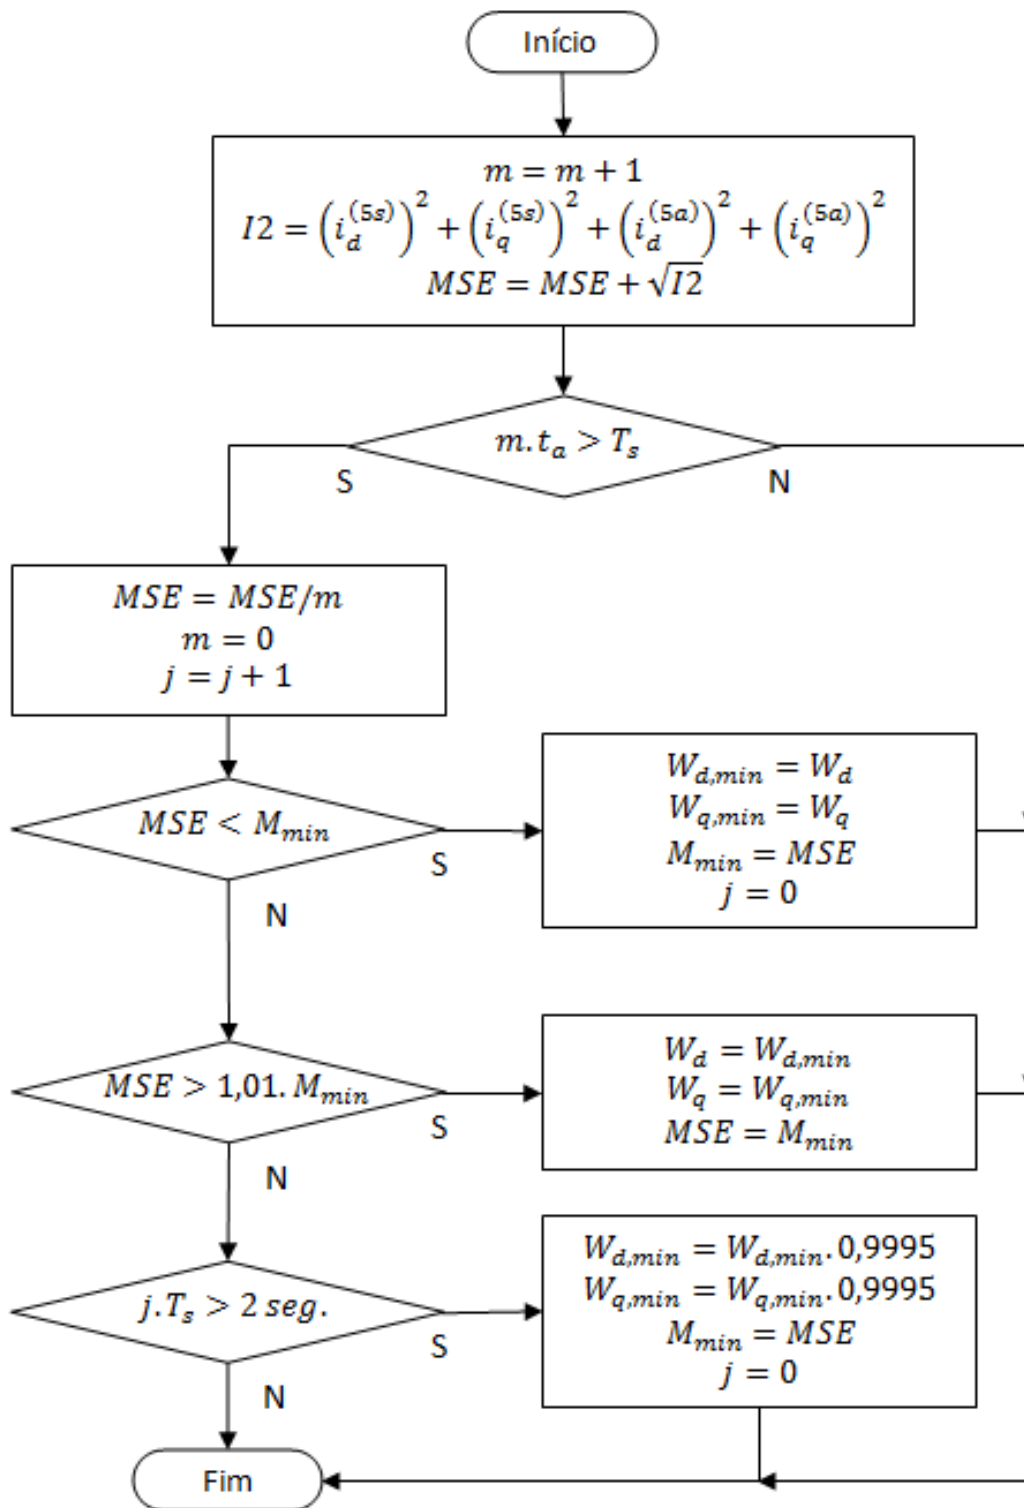 Início
m = m + 1
I2 = (i_d^(5s))^2 + (i_q^(5s))^2 + (i_d^(5a))^2 + (i_q^(5a))^2
MSE = MSE + √I2
m.t_a > T_s
S
N
MSE = MSE/m
m = 0
j = j + 1
MSE < M_min
S
N
W_d,min = W_d
W_q,min = W_q
M_min = MSE
j = 0
MSE > 1,01. M_min
S
N
W_d = W_d,min
W_q = W_q,min
MSE = M_min
j.T_s > 2 seg.
S
N
W_d,min = W_d,min. 0,9995
W_q,min = W_q,min. 0,9995
M_min = MSE
j = 0
Fim